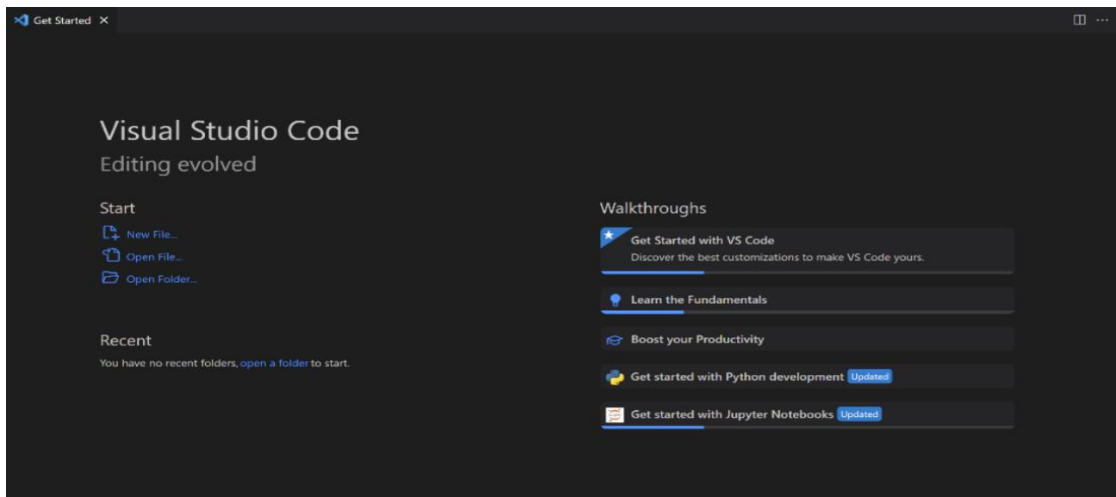 Get Started
Visual Studio Code
Editing evolved
Start
New File...
Open File...
Open Folder...
Recent
You have no recent folders, open a folder to start.
Walkthroughs
Get Started with VS Code
Discover the best customizations to make VS Code yours.
Learn the Fundamentals
Boost your Productivity
Get started with Python development Updated
Get started with Jupyter Notebooks Updated